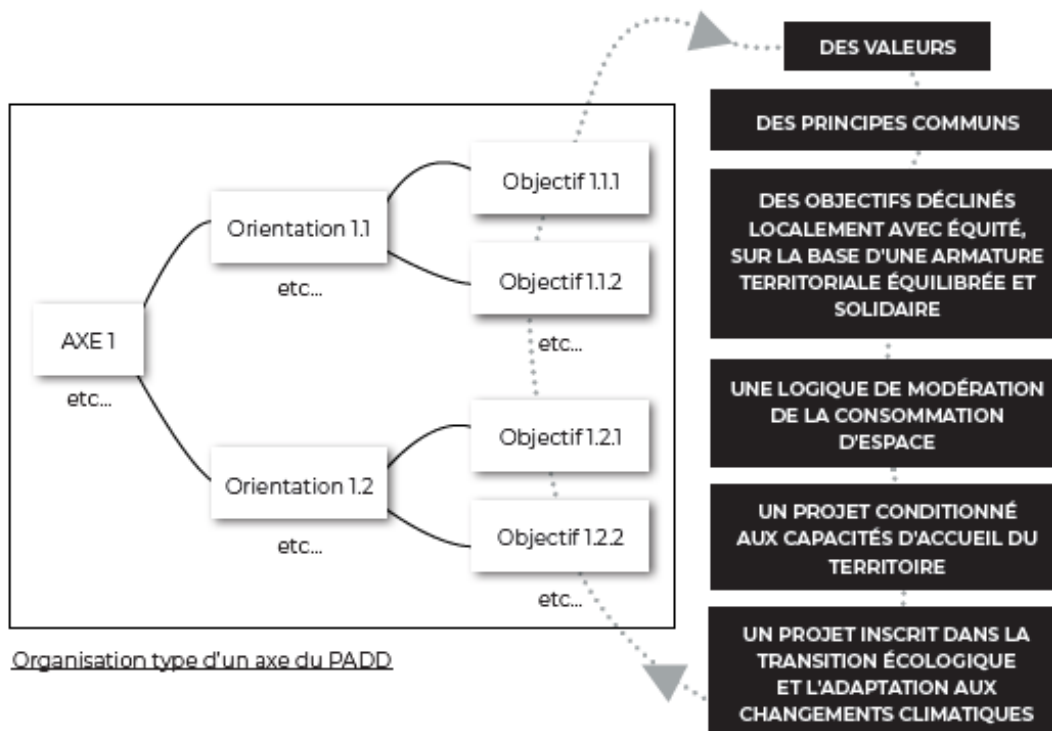 AXE 1
etc...
Orientation 1.1
etc...
Orientation 1.2
etc...
Objectif 1.1.1
Objectif 1.1.2
etc...
Objectif 1.2.1
Objectif 1.2.2
etc...
Organisation type d'un axe du PADD
DES VALEURS
DES PRINCIPES COMMUNS
DES OBJECTIFS DÉCLINÉS
LOCALEMENT AVEC ÉQUITÉ,
SUR LA BASE D'UNE ARMATURE
TERRITORIALE ÉQUILIBRÉE ET
SOLIDAIRE
UNE LOGIQUE DE MODÉRATION
DE LA CONSOMMATION
D'ESPACE
UN PROJET CONDITIONNÉ
AUX CAPACITÉS D'ACCUEIL DU
TERRITOIRE
UN PROJET INSCRIT DANS LA
TRANSITION ÉCOLOGIQUE
ET L'ADAPTATION AUX
CHANGEMENTS CLIMATIQUES